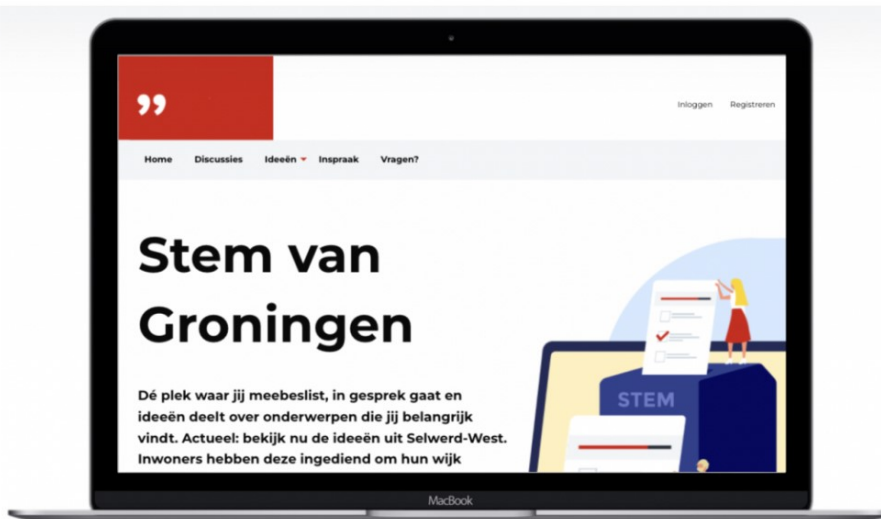 ”
Inloggen Registreren
Home Discussies Ideeën Inspraak Vragen?
Stem van
Groningen
Dé plek waar jij meebeslist, in gesprek gaat en
ideeën deelt over onderwerpen die jij belangrijk
vindt. Actueel: bekijk nu de ideeën uit Selwerd-West.
Inwoners hebben deze ingediend om hun wijk
STEM
MacBook